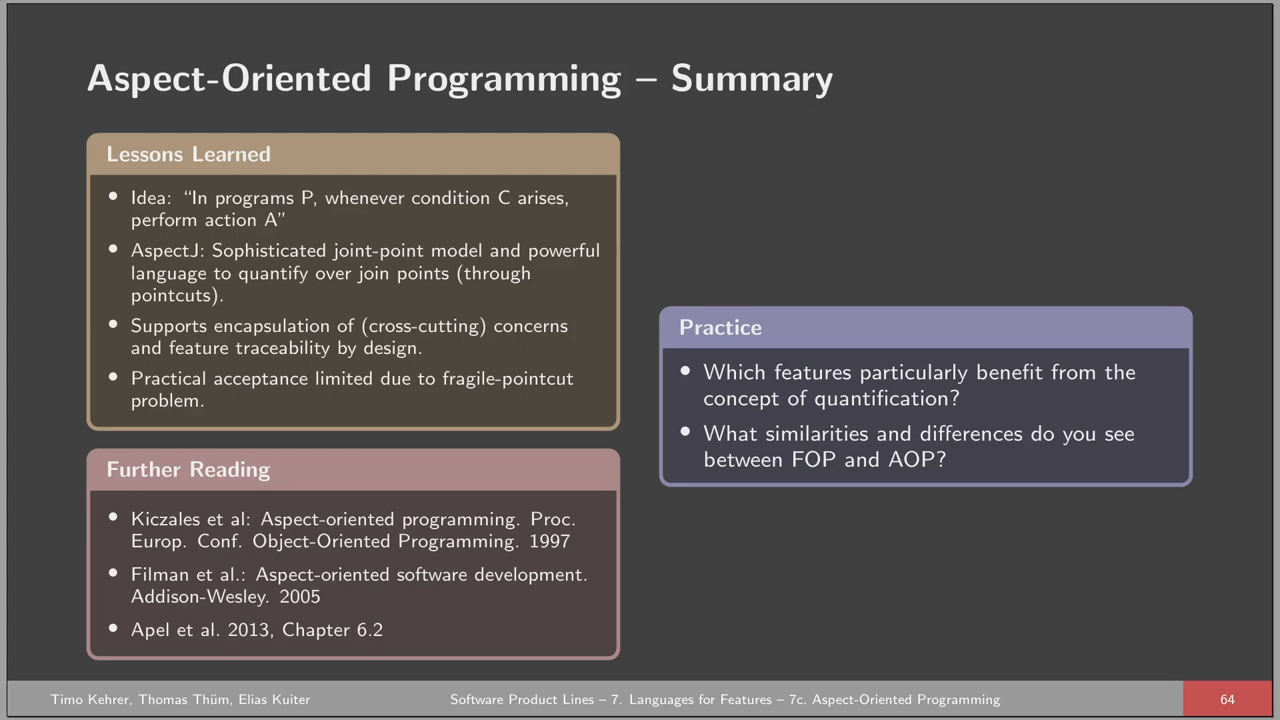 Aspect-Oriented Programming – Summary
Lessons Learned
• Idea: “In programs P, whenever condition C arises,
perform action A”
• AspectJ: Sophisticated joint-point model and powerful
language to quantify over join points (through
pointcuts).
• Supports encapsulation of (cross-cutting) concerns
and feature traceability by design.
• Practical acceptance limited due to fragile-pointcut
problem.
Further Reading
• Kiczales et al: Aspect-oriented programming. Proc.
Europ. Conf. Object-Oriented Programming. 1997
• Filman et al.: Aspect-oriented software development.
Addison-Wesley. 2005
• Apel et al. 2013, Chapter 6.2
Practice
• Which features particularly benefit from the
concept of quantification?
• What similarities and differences do you see
between FOP and AOP?
Timo Kehrer, Thomas Thüm, Elias Kuiter
Software Product Lines – 7. Languages for Features – 7c. Aspect-Oriented Programming
64